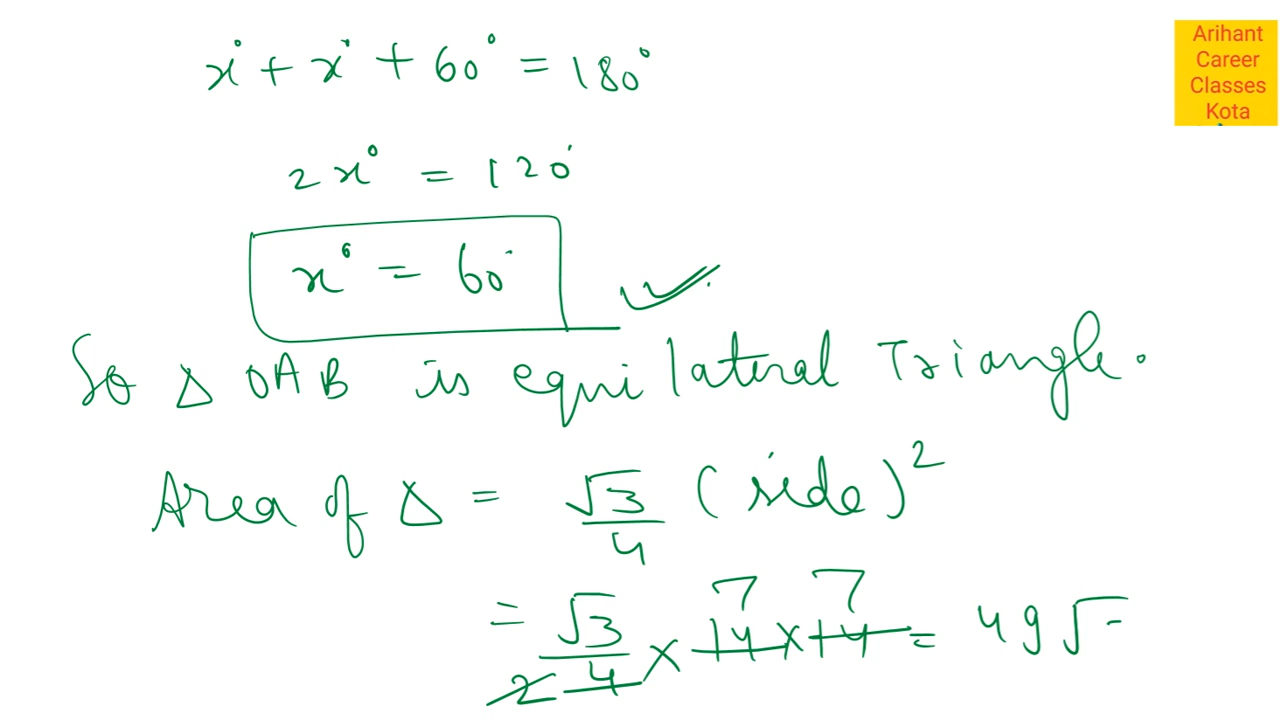 x° + x° + 60° = 180°
2x° = 120°
x° = 60°
So Δ OAB is equilateral Triangle.
Area of Δ = √3/4 (side)²
= √3/4 × 14 × 14 = 49√
2 7 7
Arihant
Career
Classes
Kota